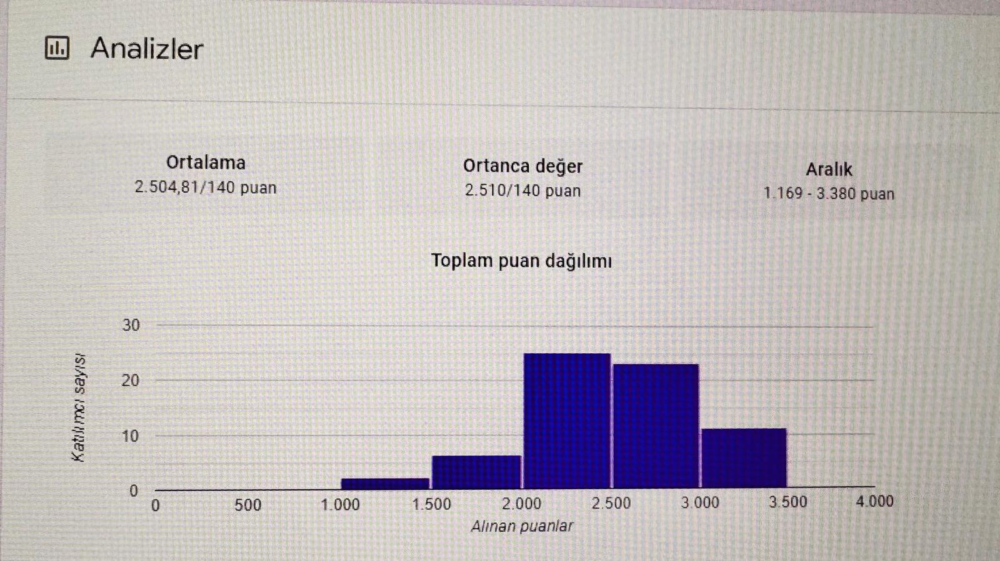 Analizler
Ortalama
2.504,81/140 puan
Ortanca değer
2.510/140 puan
Aralık
1.169 - 3.380 puan
Toplam puan dağılımı
30
20
10
0
Katılımcı sayısı
0 500 1.000 1.500 2.000 2.500 3.000 3.500 4.000
Alınan puanlar